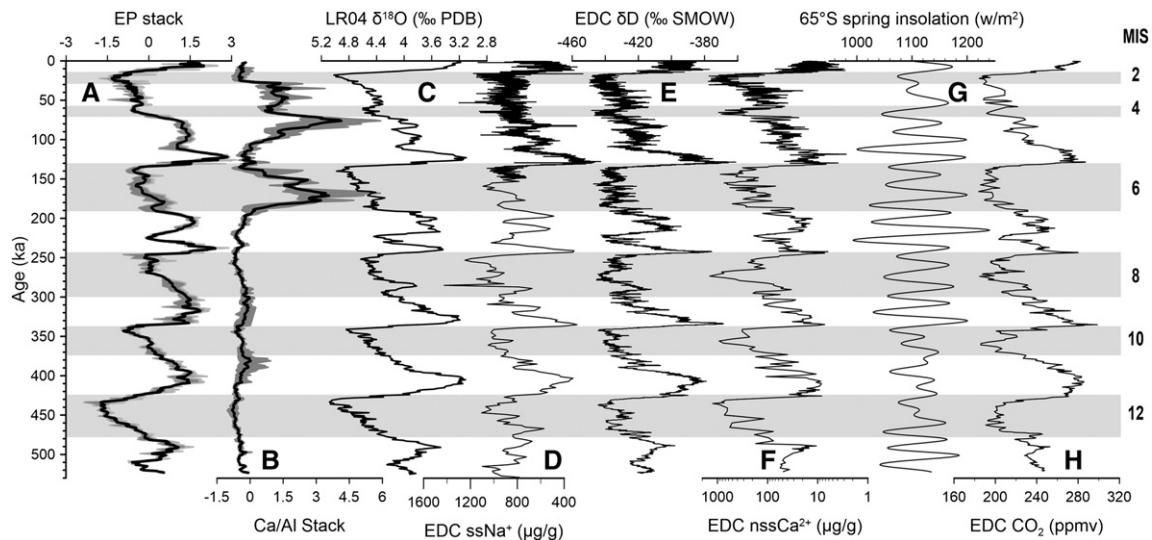 EP stack LR04 δ¹⁸O (‰ PDB) EDC δD (‰ SMOW) 65°S spring insolation (w/m²)
-3 -1.5 0 1.5 3 5.2 4.8 4.4 4 3.6 3.2 2.8 -460 -420 -380 1000 1100 1200 MIS
0 2
A C E G
50 4
100
150 6
200
250 8
300
350 10
400
450 12
500
Age (ka)
B D F H
-1.5 0 1.5 3 4.5 6 1600 1200 800 400 1000 100 10 1 160 200 240 280 320
Ca/Al Stack EDC ssNa⁺ (µg/g) EDC nssCa²⁺ (µg/g) EDC CO₂ (ppmv)